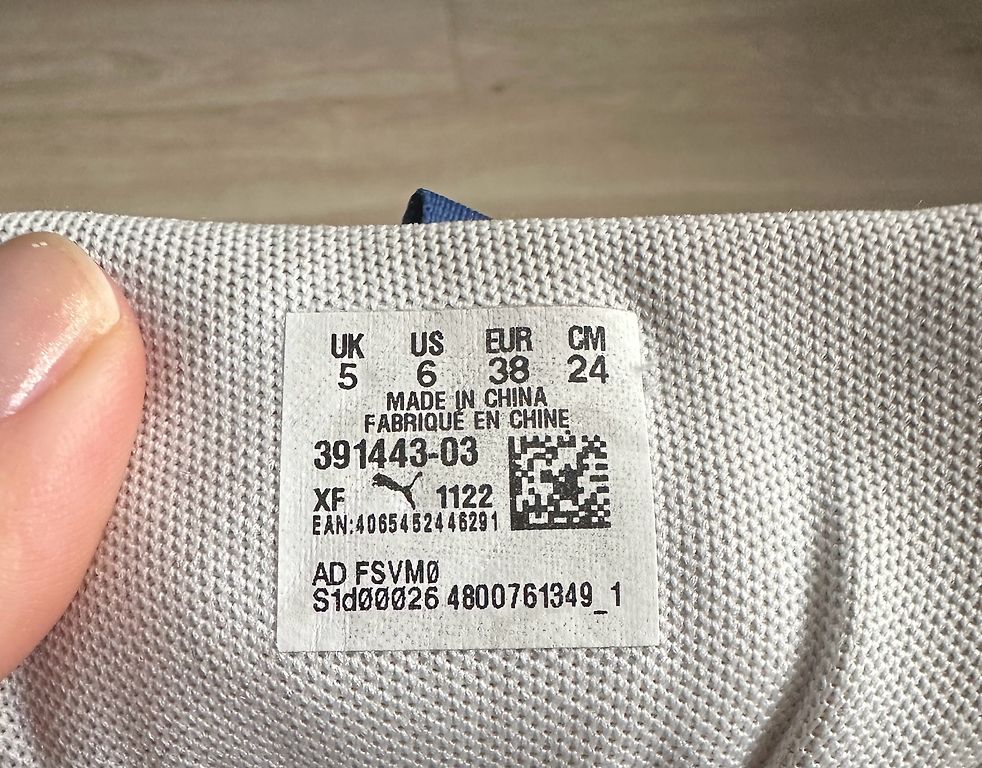 UK US EUR CM
5 6 38 24
MADE IN CHINA
FABRIQUÉ EN CHINE
391443-03
XF 1122
EAN:4065452446291
AD FSVM0
S1d00026 4800761349_1